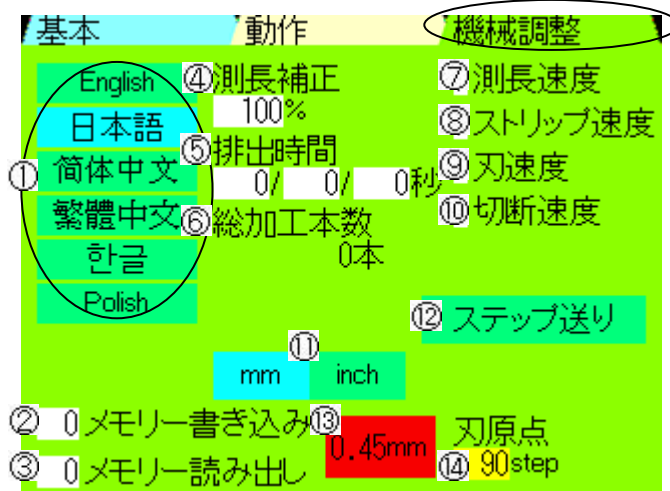 基本 動作 機械調整
English ④測長補正 ⑦測長速度
100%
日本語 ⑧ストリップ速度
⑤排出時間
① 简体中文 0/ 0/ 0秒 ⑨刃速度
繁體中文 ⑥総加工本数 ⑩切断速度
0本
한글
Polish ⑫ステップ送り
⑪
mm inch
② 0メモリー書き込み ⑬ 0.45mm 刃原点
③ 0メモリー読み出し ⑭ 90step